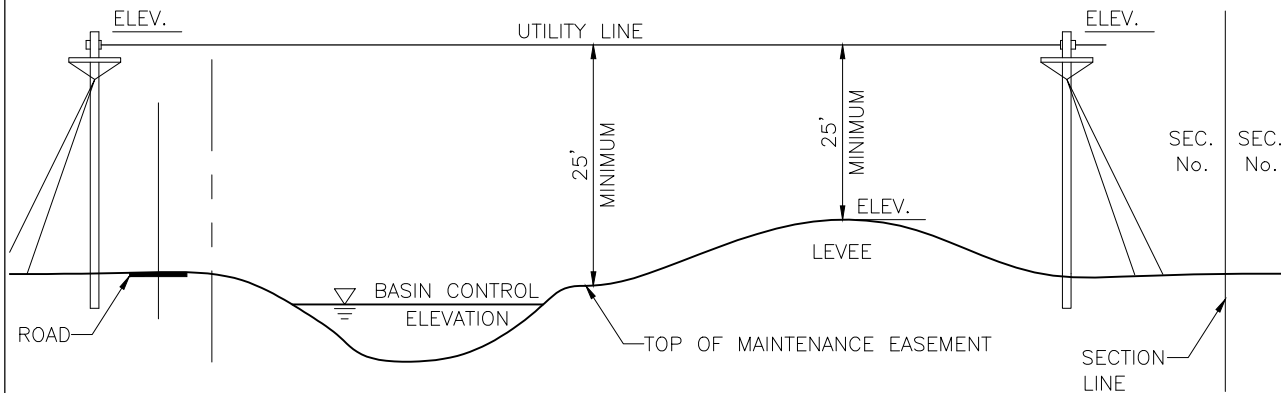 ELEV.
UTILITY LINE
ELEV.
25'
MINIMUM
25'
MINIMUM
SEC.
No.
SEC.
No.
ELEV.
LEVEE
BASIN CONTROL
ELEVATION
ROAD
TOP OF MAINTENANCE EASEMENT
SECTION
LINE